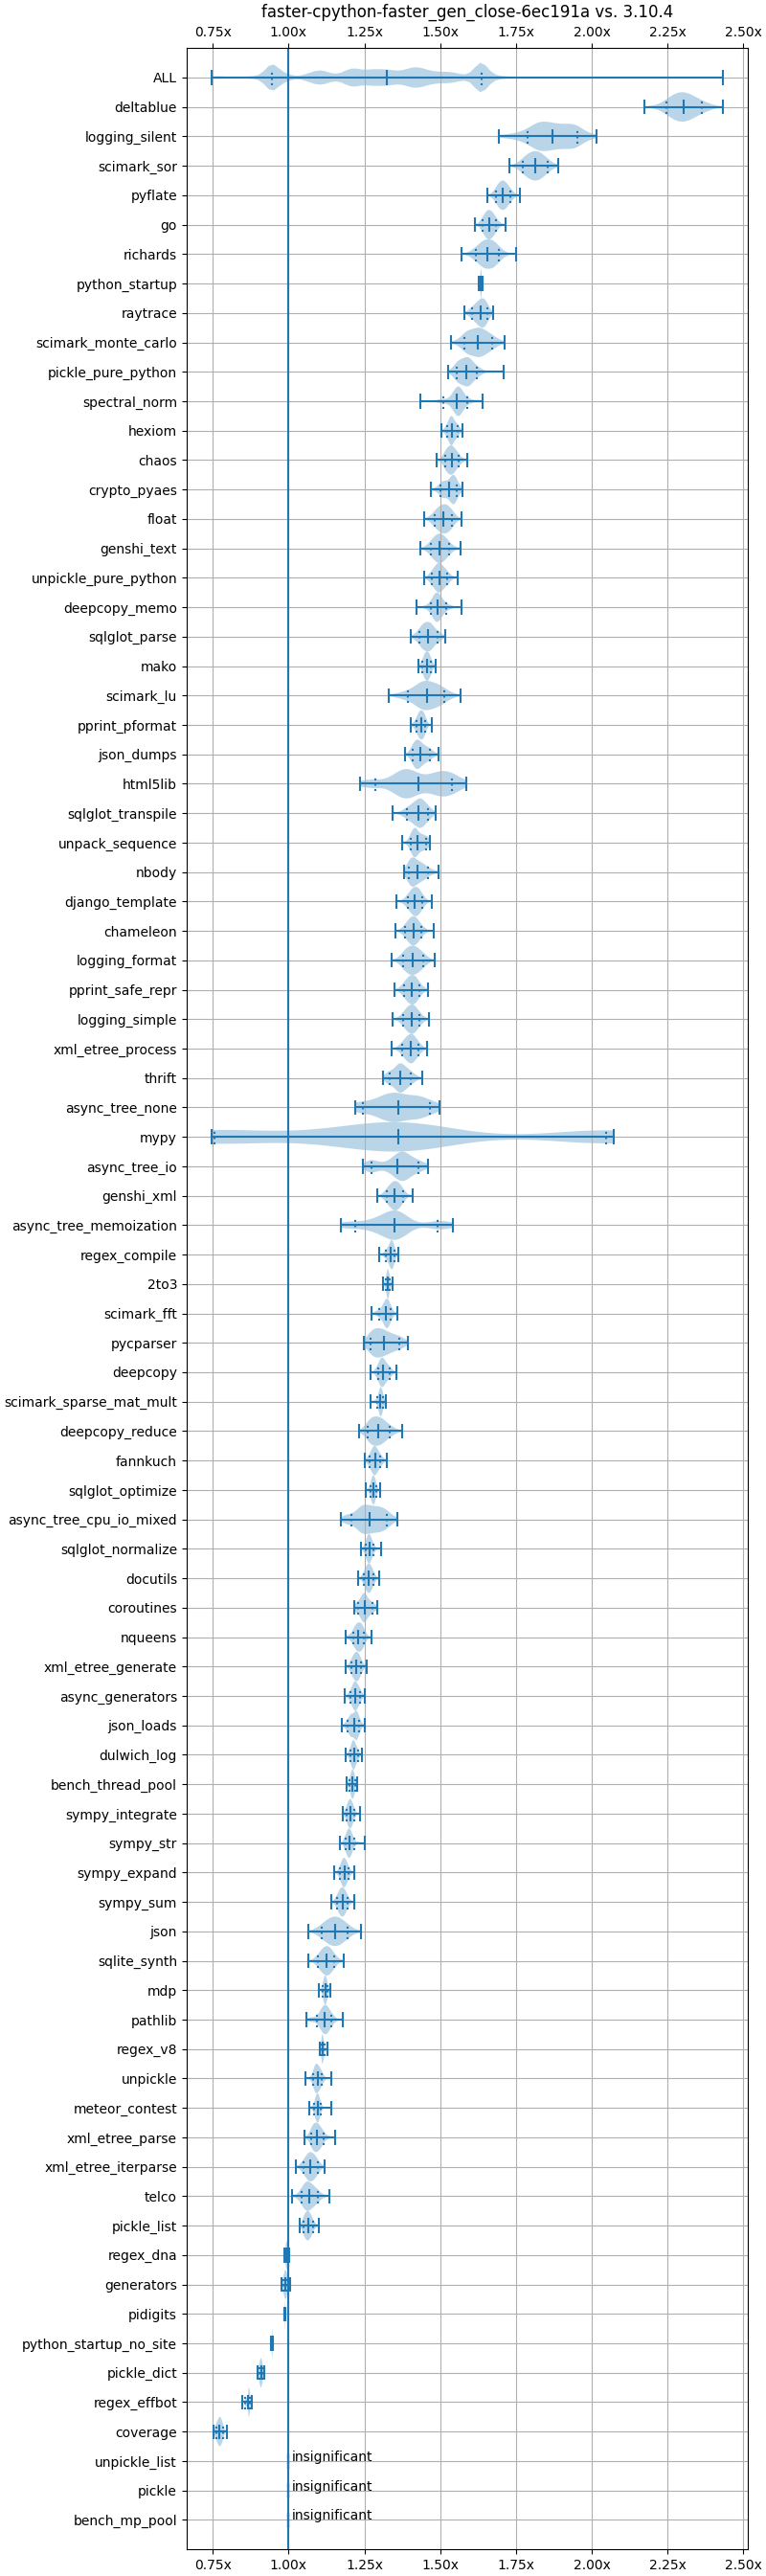 faster-cpython-faster_gen_close-6ec191a vs. 3.10.4
0.75x 1.00x 1.25x 1.50x 1.75x 2.00x 2.25x 2.50x
ALL
deltablue
logging_silent
scimark_sor
pyflate
go
richards
python_startup
raytrace
scimark_monte_carlo
pickle_pure_python
spectral_norm
hexiom
chaos
crypto_pyaes
float
genshi_text
unpickle_pure_python
deepcopy_memo
sqlglot_parse
mako
scimark_lu
pprint_pformat
json_dumps
html5lib
sqlglot_transpile
unpack_sequence
nbody
django_template
chameleon
logging_format
pprint_safe_repr
logging_simple
xml_etree_process
thrift
async_tree_none
mypy
async_tree_io
genshi_xml
async_tree_memoization
regex_compile
2to3
scimark_fft
pycparser
deepcopy
scimark_sparse_mat_mult
deepcopy_reduce
fannkuch
sqlglot_optimize
async_tree_cpu_io_mixed
sqlglot_normalize
docutils
coroutines
nqueens
xml_etree_generate
async_generators
json_loads
dulwich_log
bench_thread_pool
sympy_integrate
sympy_str
sympy_expand
sympy_sum
json
sqlite_synth
mdp
pathlib
regex_v8
unpickle
meteor_contest
xml_etree_parse
xml_etree_iterparse
telco
pickle_list
regex_dna
generators
pidigits
python_startup_no_site
pickle_dict
regex_effbot
coverage
unpickle_list insignificant
pickle insignificant
bench_mp_pool insignificant
0.75x 1.00x 1.25x 1.50x 1.75x 2.00x 2.25x 2.50x